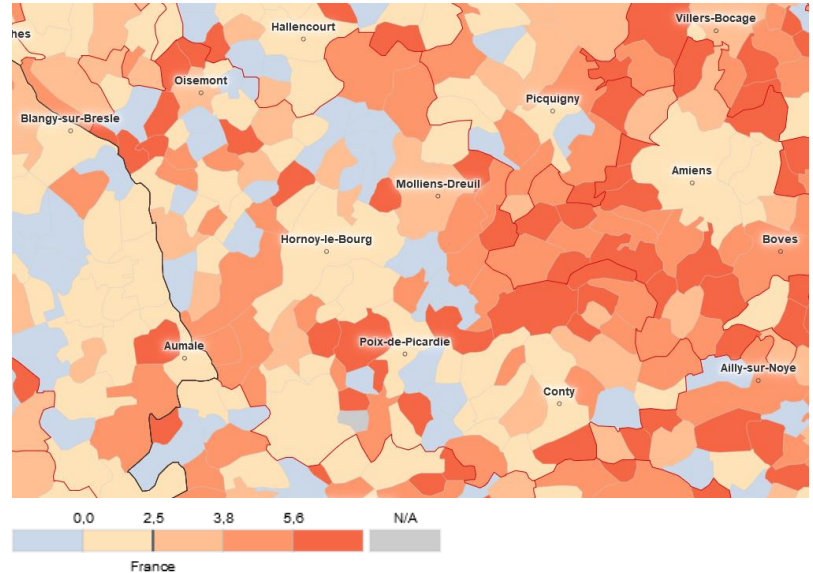 Villers-Bocage
Hallencourt
hes
Oisemont
Picquigny
Blangy-sur-Bresle
Amiens
Molliens-Dreuil
Hornoy-le-Bourg
Boves
Poix-de-Picardie
Aumale
Ailly-sur-Noye
Conty
0,0 2,5 3,8 5,6 N/A
France